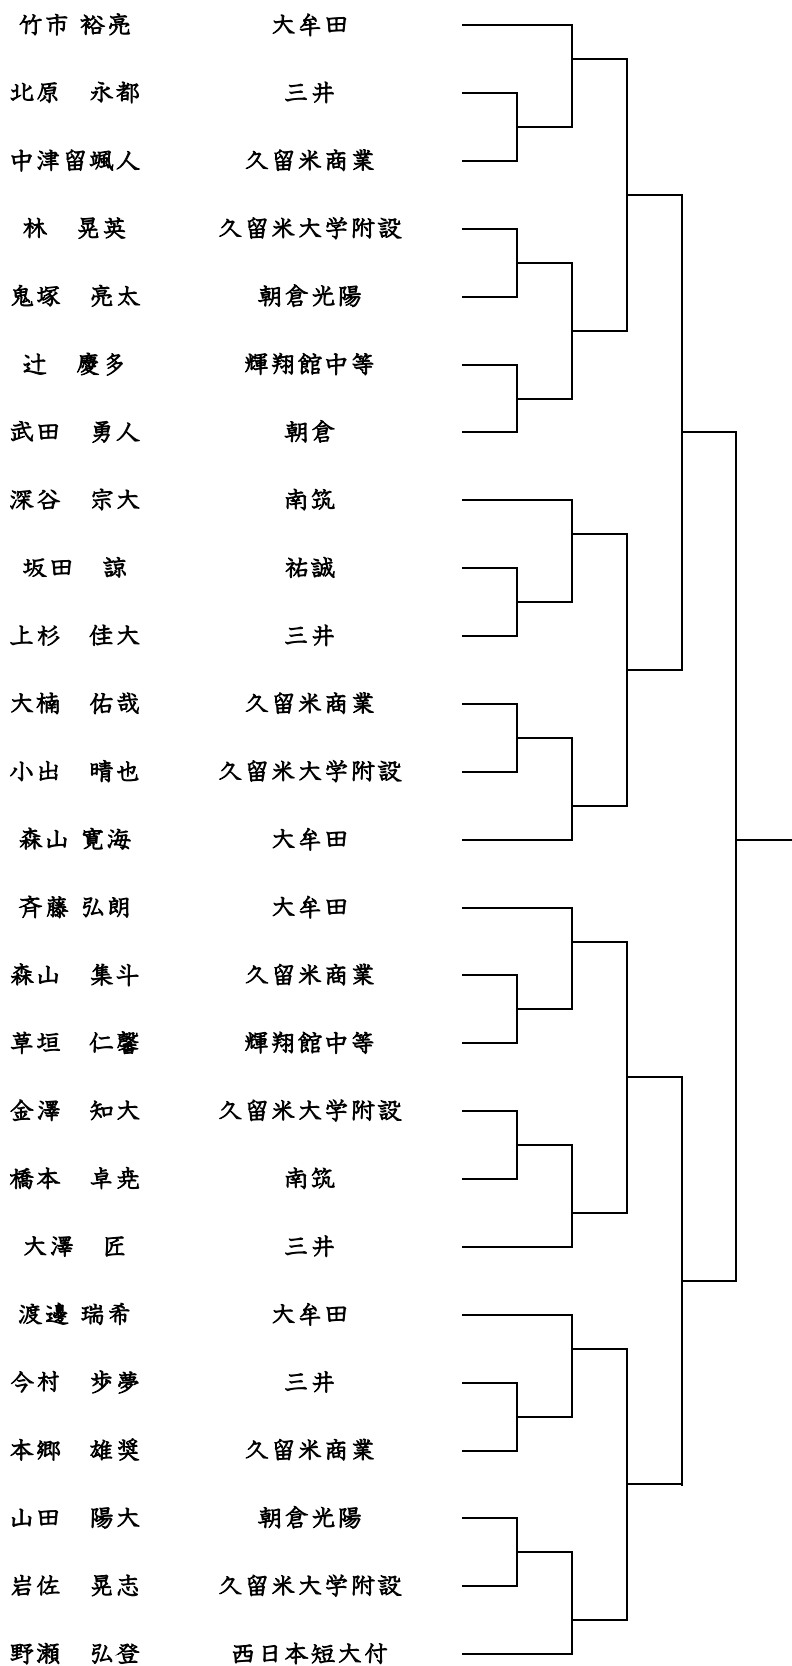 竹市 裕亮 大牟田
北原 永都 三井
中津留颯人 久留米商業
林 晃英 久留米大学附設
鬼塚 亮太 朝倉光陽
辻 慶多 輝翔館中等
武田 勇人 朝倉
深谷 宗大 南筑
坂田 諒 祐誠
上杉 佳大 三井
大楠 佑哉 久留米商業
小出 晴也 久留米大学附設
森山 寛海 大牟田
斉藤 弘朗 大牟田
森山 隼斗 久留米商業
草垣 仁馨 輝翔館中等
金澤 知大 久留米大学附設
橋本 卓尭 南筑
大澤 匠 三井
渡邊 瑞希 大牟田
今村 歩夢 三井
本郷 雄奨 久留米商業
山田 陽大 朝倉光陽
岩佐 晃志 久留米大学附設
野瀬 弘登 西日本短大付